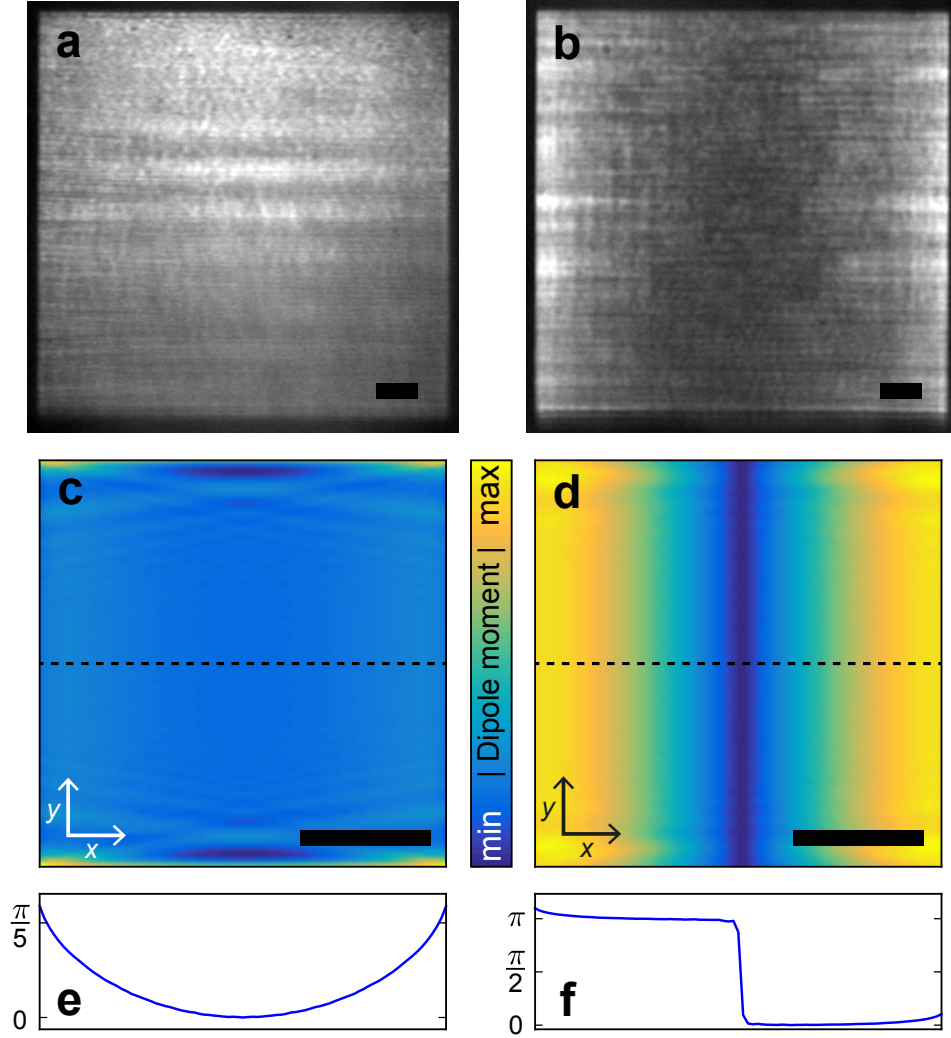 a
b
c
d
min | Dipole moment | max
y
x
y
x
π/5
0
e
π
π/2
0
f